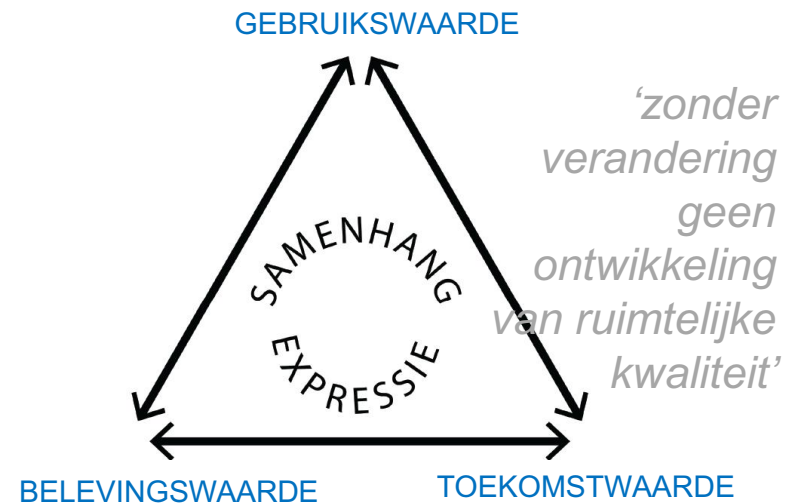 GEBRUIKSWAARDE
‘zonder
verandering
geen
ontwikkeling
van ruimtelijke
kwaliteit’
SAMENHANG
EXPRESSIE
BELEVINGSWAARDE
TOEKOMSTWAARDE